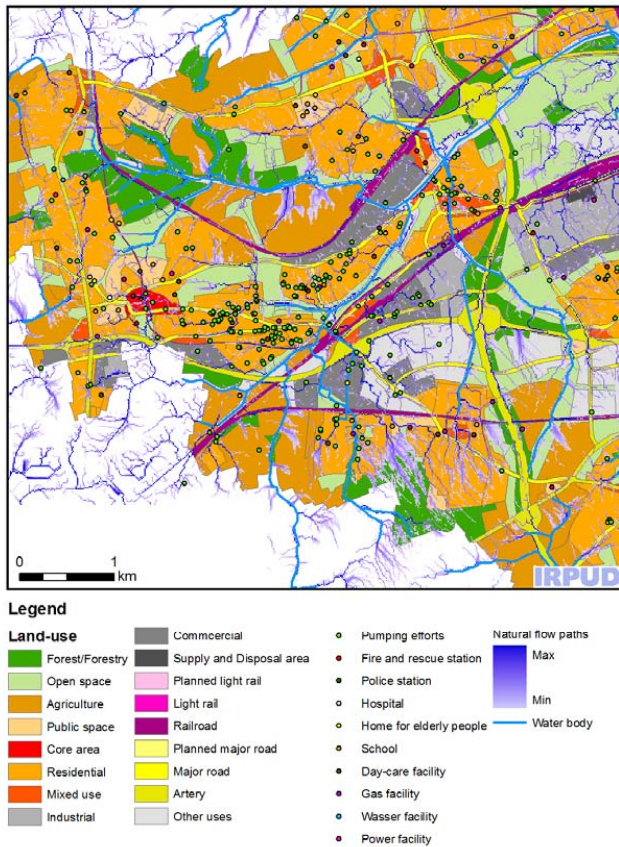 0 1
km
IRPUD
Legend
Land-use
Forest/Forestry
Open space
Agriculture
Public space
Core area
Residential
Mixed use
Industrial
Commcercial
Supply and Disposal area
Planned light rail
Light rail
Railroad
Planned major road
Major road
Artery
Other uses
Pumping efforts
Fire and rescue station
Police station
Hospital
Home for elderly people
School
Day-care facility
Gas facility
Wasser facility
Power facility
Natural flow paths
Max
Min
Water body